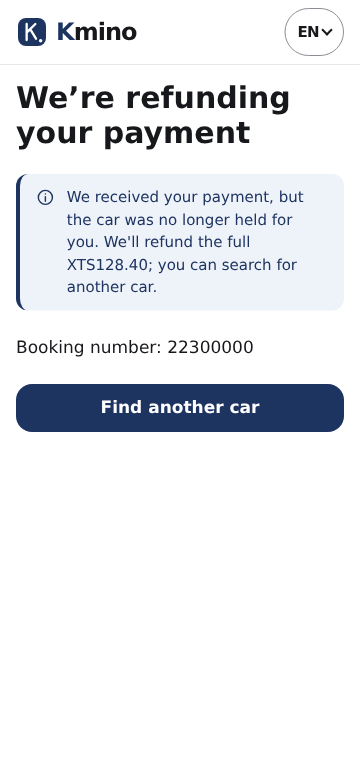 K. Kmino
EN
We’re refunding
your payment
We received your payment, but
the car was no longer held for
you. We'll refund the full
XTS128.40; you can search for
another car.
Booking number: 22300000
Find another car